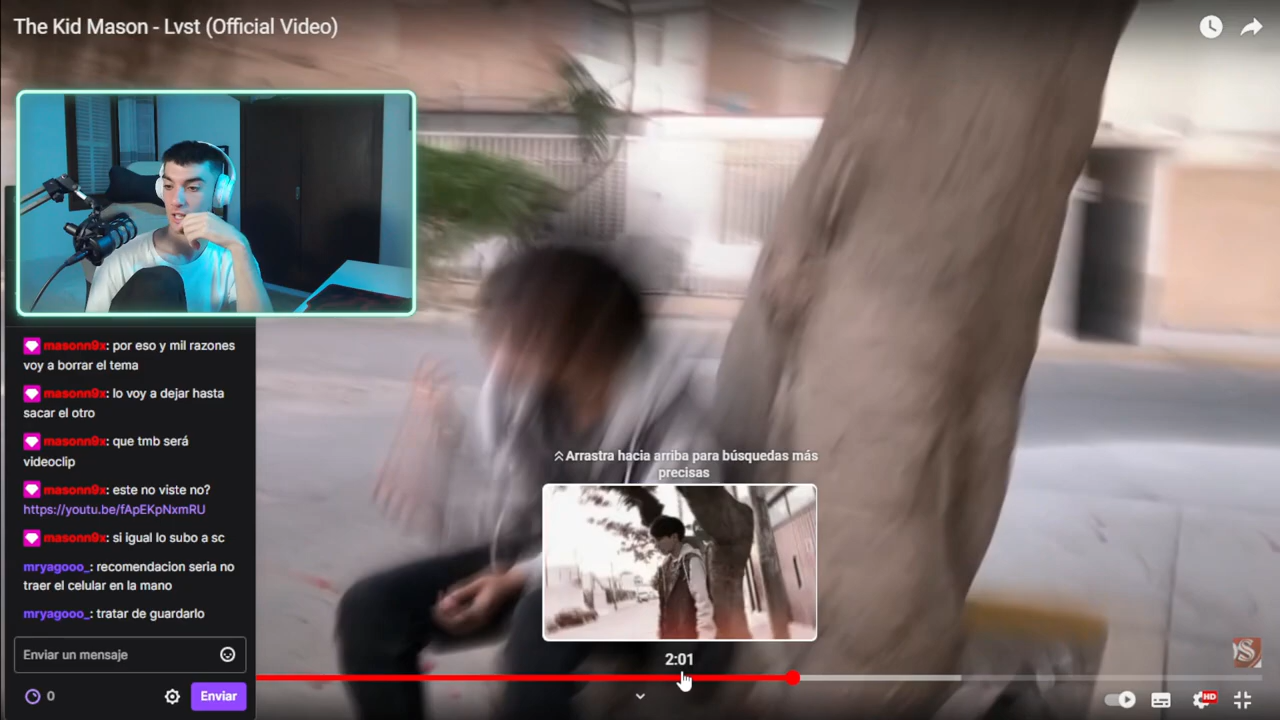 The Kid Mason - Lvst (Official Video)
masonn9x: por eso y mil razones
voy a borrar el tema
masonn9x: lo voy a dejar hasta
sacar el otro
masonn9x: que tmb será
videoclip
masonn9x: este no viste no?
https://youtu.be/fApEKpNxmRU
masonn9x: si igual lo subo a sc
mryagooo_: recomendacion seria no
traer el celular en la mano
mryagooo_: tratar de guardarlo
Enviar un mensaje
0
Enviar
Arrastra hacia arriba para búsquedas más
precisas
2:01
HD